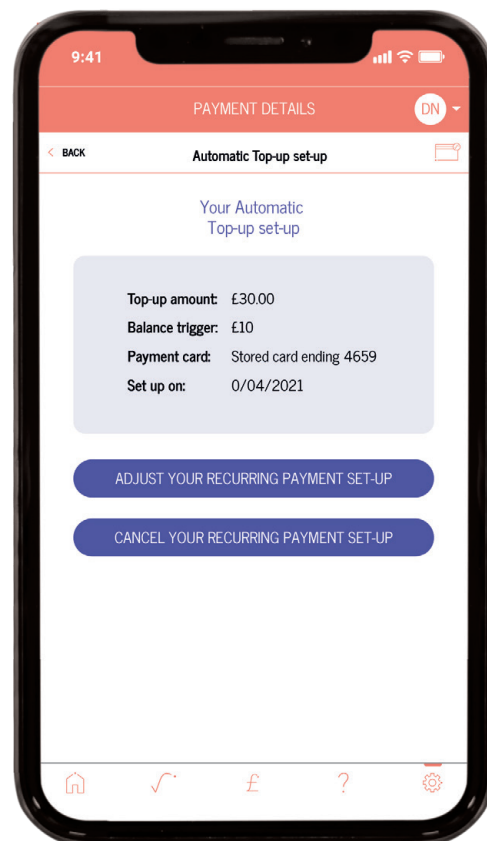 9:41
PAYMENT DETAILS
DN
< BACK
Automatic Top-up set-up
Your Automatic
Top-up set-up
Top-up amount: £30.00
Balance trigger: £10
Payment card: Stored card ending 4659
Set up on: 0/04/2021
ADJUST YOUR RECURRING PAYMENT SET-UP
CANCEL YOUR RECURRING PAYMENT SET-UP
£ ?